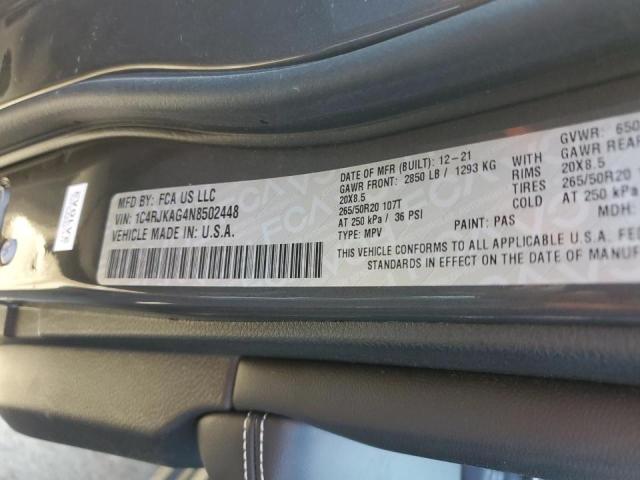 MFD BY: FCA US LLC
VIN: 1C4RJKAG4N8502448
VEHICLE MADE IN: U.S.A.
DATE OF MFR (BUILT): 12-21
GAWR FRONT: 2850 LB / 1293 KG
20X8.5
265/50R20 107T
AT 250 kPa / 36 PSI
TYPE: MPV
PAINT: PAS
GVWR: 650
GAWR REAR
RIMS 20X8.5
265/50R20
COLD AT 250 kPa
MDH:
THIS VEHICLE CONFORMS TO ALL APPLICABLE U.S.A. FED
STANDARDS IN EFFECT ON THE DATE OF MANUF